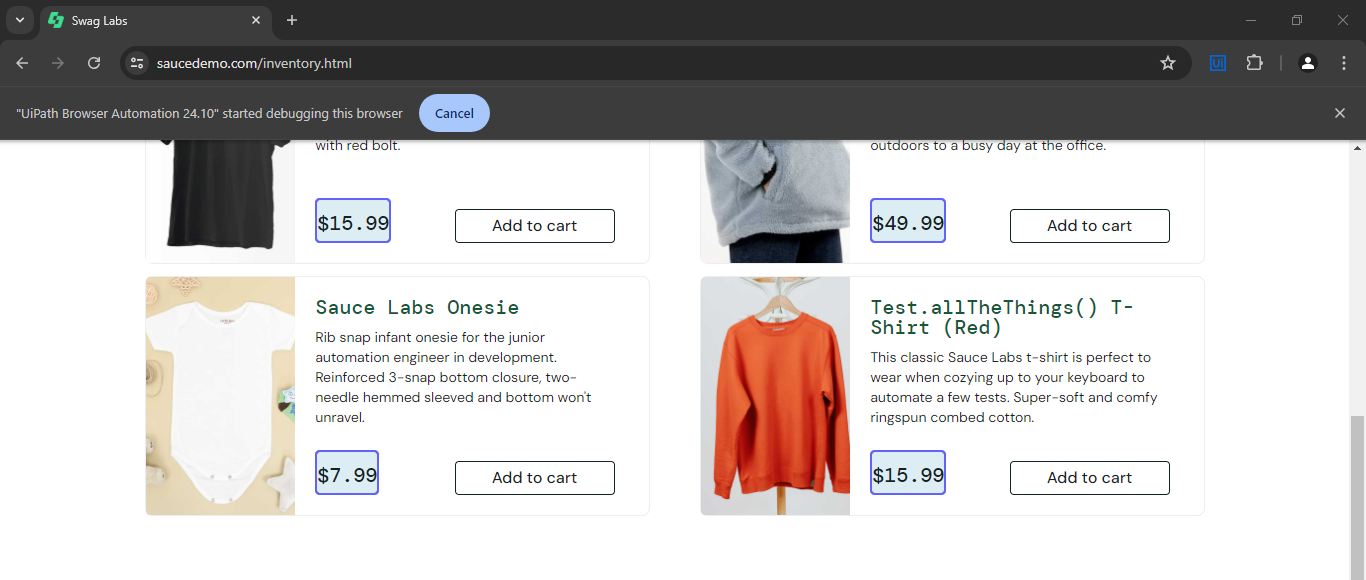 Swag Labs
saucedemo.com/inventory.html
"UiPath Browser Automation 24.10" started debugging this browser
Cancel
with red bolt.
$15.99
Add to cart
outdoors to a busy day at the office.
$49.99
Add to cart
Sauce Labs Onesie
Rib snap infant onesie for the junior
automation engineer in development.
Reinforced 3-snap bottom closure, two-
needle hemmed sleeved and bottom won't
unravel.
$7.99
Add to cart
Test.allTheThings() T-
Shirt (Red)
This classic Sauce Labs t-shirt is perfect to
wear when cozying up to your keyboard to
automate a few tests. Super-soft and comfy
ringspun combed cotton.
$15.99
Add to cart